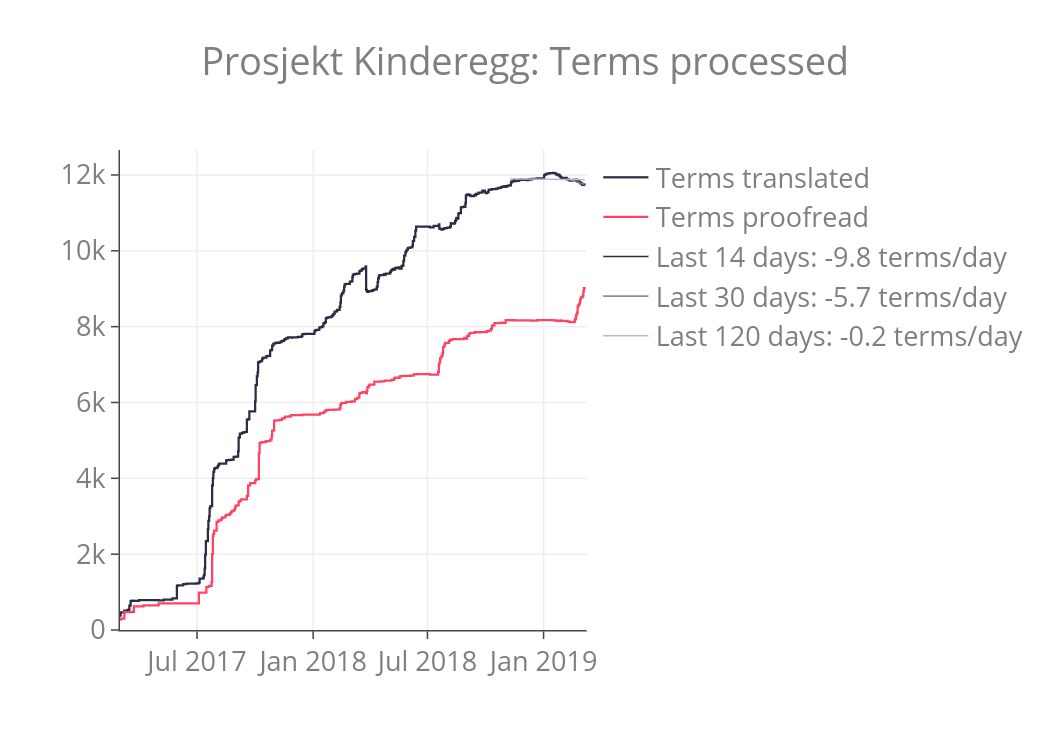 Prosjekt Kinderegg: Terms processed
12k
10k
8k
6k
4k
2k
0
Jul 2017
Jan 2018
Jul 2018
Jan 2019
Terms translated
Terms proofread
Last 14 days: -9.8 terms/day
Last 30 days: -5.7 terms/day
Last 120 days: -0.2 terms/day